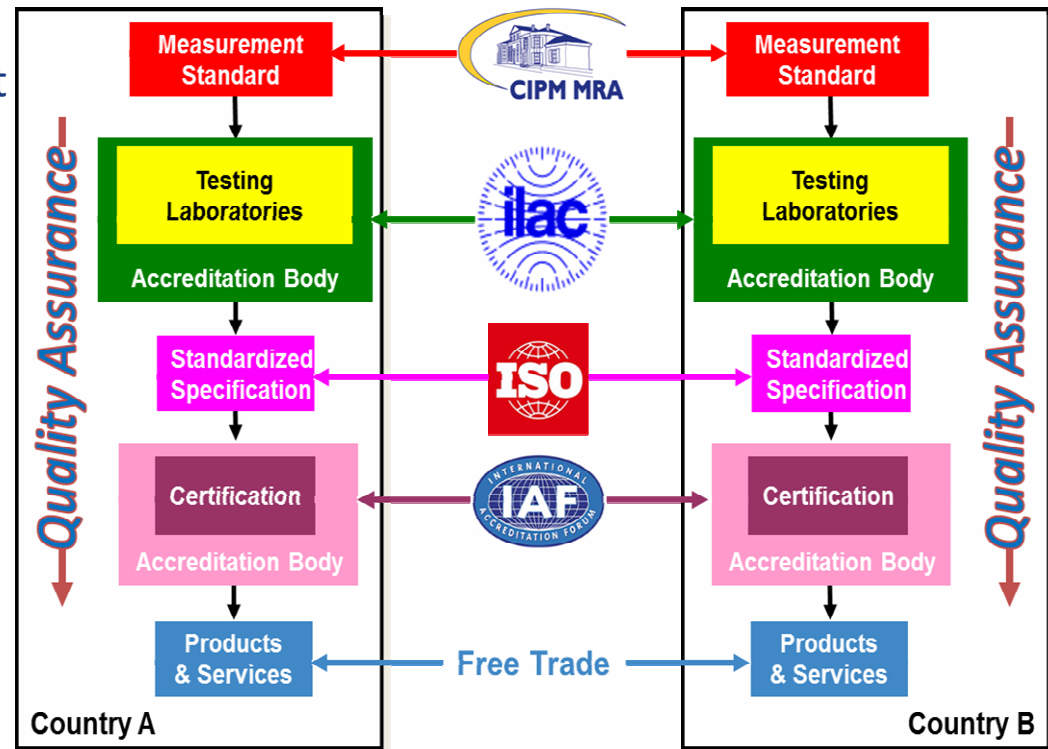 t
Measurement
Standard
CIPM MRA
Measurement
Standard
Quality Assurance
Testing
Laboratories
Accreditation Body
ilac
Testing
Laboratories
Accreditation Body
Quality Assurance
Standardized
Specification
ISO
Standardized
Specification
Certification
Accreditation Body
INTERNATIONAL
IAF
ACCREDITATION FORUM
Certification
Accreditation Body
Products
& Services
Free Trade
Products
& Services
Country A
Country B